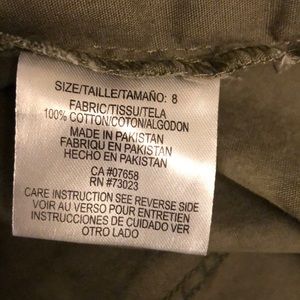 SIZE/TAILLE/TAMAÑO: 8
FABRIC/TISSU/TELA
100% COTTON/COTON/ALGODON
MADE IN PAKISTAN
FABRIQU EN PAKISTAN
HECHO EN PAKISTAN
CA #07658
RN #73023
CARE INSTRUCTION SEE REVERSE SIDE
VOIR AU VERSO POUR ENTRETIEN
INSTRUCCIONES DE CUIDADO VER
OTRO LADO